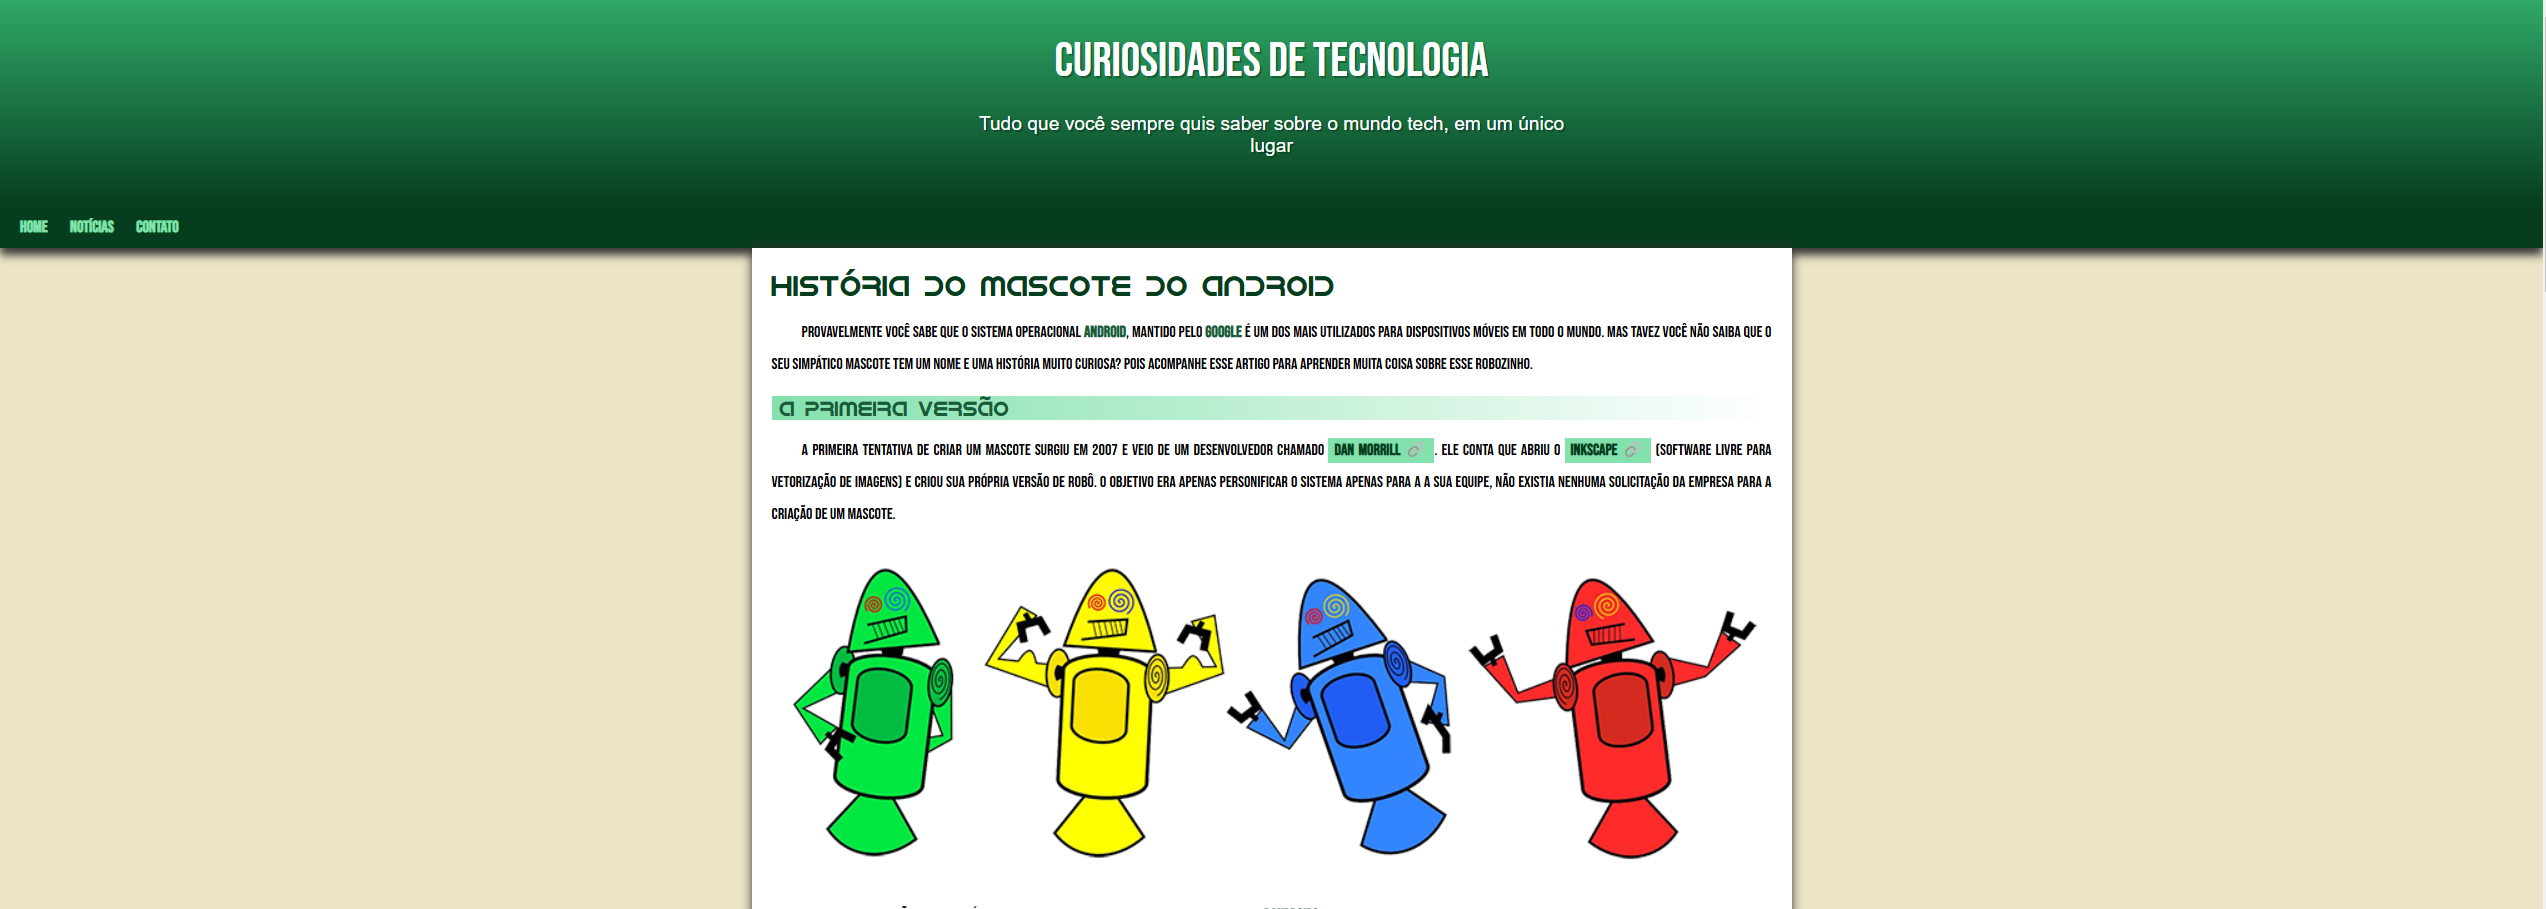 CURIOSIDADES DE TECNOLOGIA
Tudo que você sempre quis saber sobre o mundo tech, em um único
lugar
HOME NOTÍCIAS CONTATO
HISTÓRIA DO MASCOTE DO ANDROID
PROVAVELMENTE VOCÊ SABE QUE O SISTEMA OPERACIONAL ANDROID, MANTIDO PELO GOOGLE É UM DOS MAIS UTILIZADOS PARA DISPOSITIVOS MÓVEIS EM TODO O MUNDO. MAS TAVEZ VOCÊ NÃO SAIBA QUE O
SEU SIMPÁTICO MASCOTE TEM UM NOME E UMA HISTÓRIA MUITO CURIOSA? POIS ACOMPANHE ESSE ARTIGO PARA APRENDER MUITA COISA SOBRE ESSE ROBOZINHO.
A PRIMEIRA VERSÃO
A PRIMEIRA TENTATIVA DE CRIAR UM MASCOTE SURGIU EM 2007 E VEIO DE UM DESENVOLVEDOR CHAMADO DAN MORRILL . ELE CONTA QUE ABRIU O INKSCAPE (SOFTWARE LIVRE PARA
VETORIZAÇÃO DE IMAGENS) E CRIOU SUA PRÓPRIA VERSÃO DE ROBÔ. O OBJETIVO ERA APENAS PERSONIFICAR O SISTEMA APENAS PARA A A SUA EQUIPE, NÃO EXISTIA NENHUMA SOLICITAÇÃO DA EMPRESA PARA A
CRIAÇÃO DE UM MASCOTE.